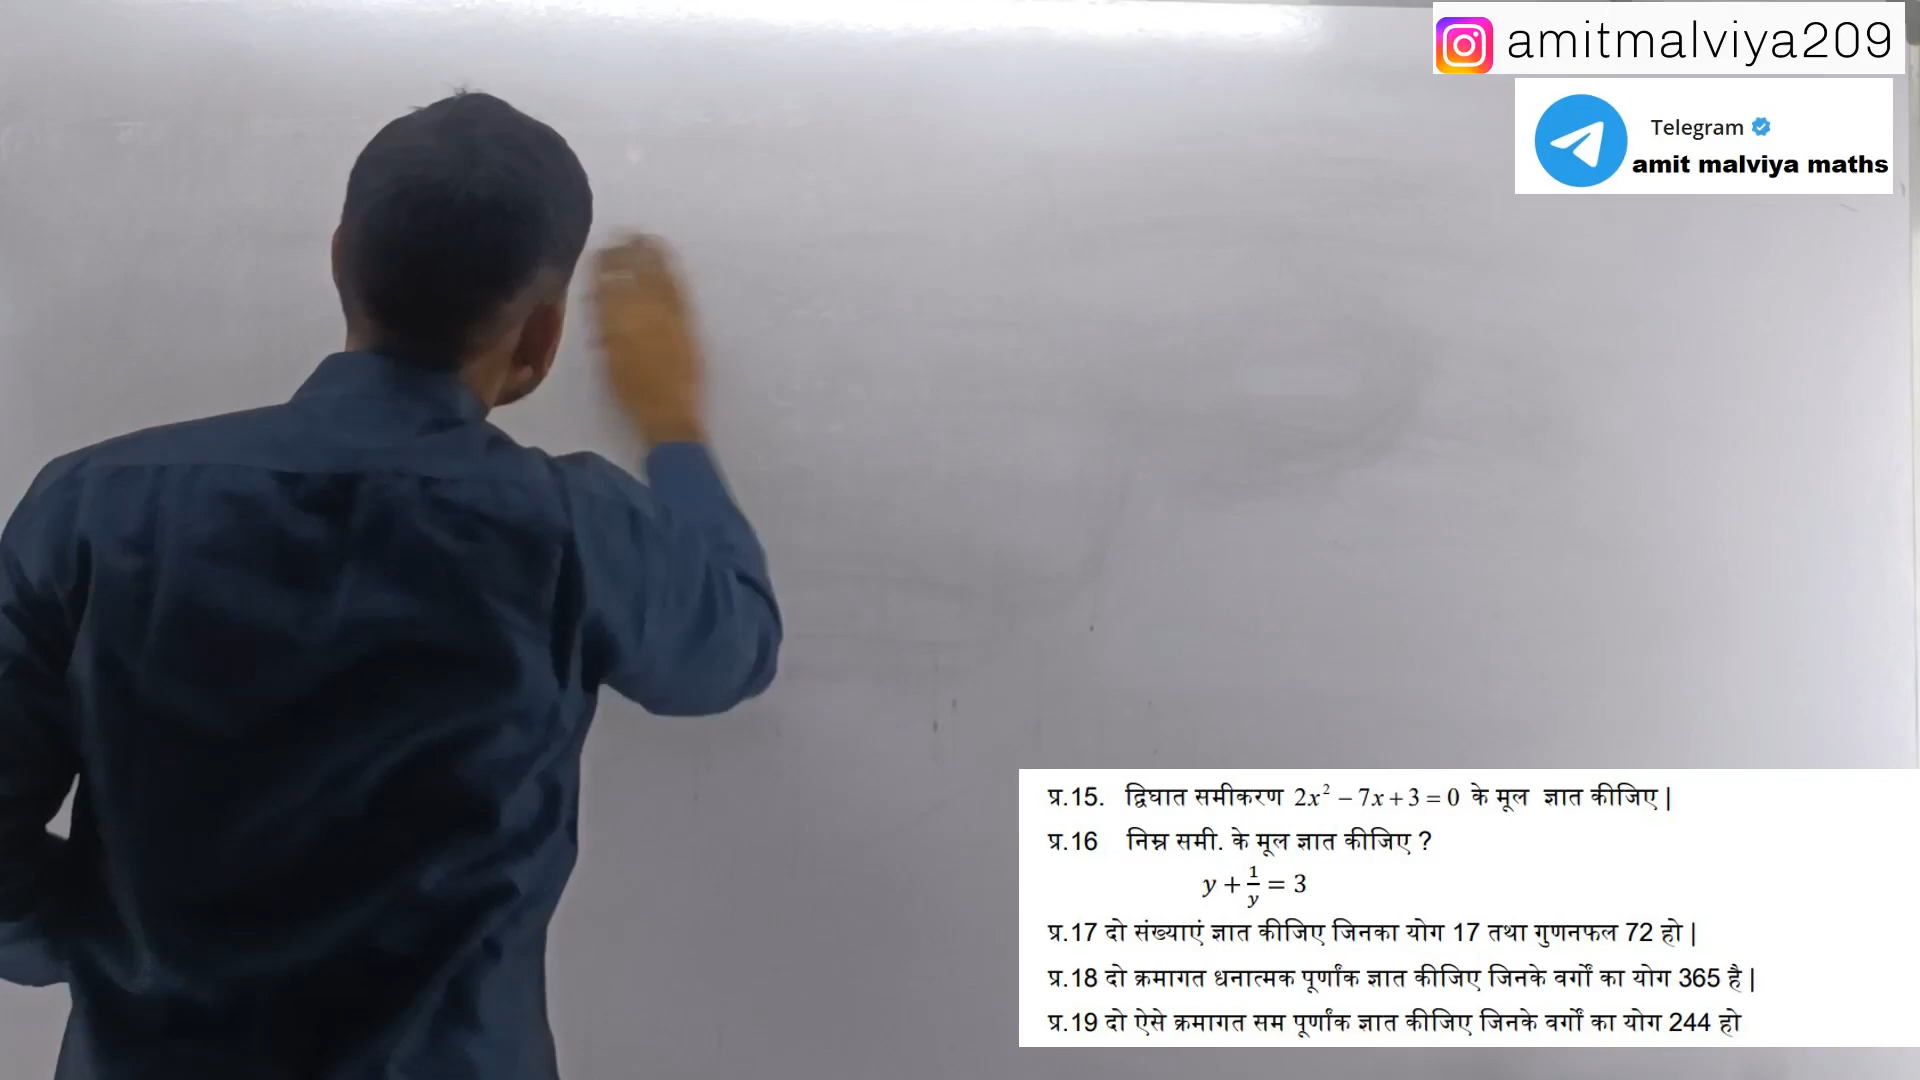 amitmalviya209
Telegram
amit malviya maths
प्र.15. द्विघात समीकरण 2x² − 7x + 3 = 0 के मूल ज्ञात कीजिए |
प्र.16 निम्न समी. के मूल ज्ञात कीजिए ?
y + 1/y = 3
प्र.17 दो संख्याएं ज्ञात कीजिए जिनका योग 17 तथा गुणनफल 72 हो |
प्र.18 दो क्रमागत धनात्मक पूर्णांक ज्ञात कीजिए जिनके वर्गों का योग 365 है |
प्र.19 दो ऐसे क्रमागत सम पूर्णांक ज्ञात कीजिए जिनके वर्गों का योग 244 हो